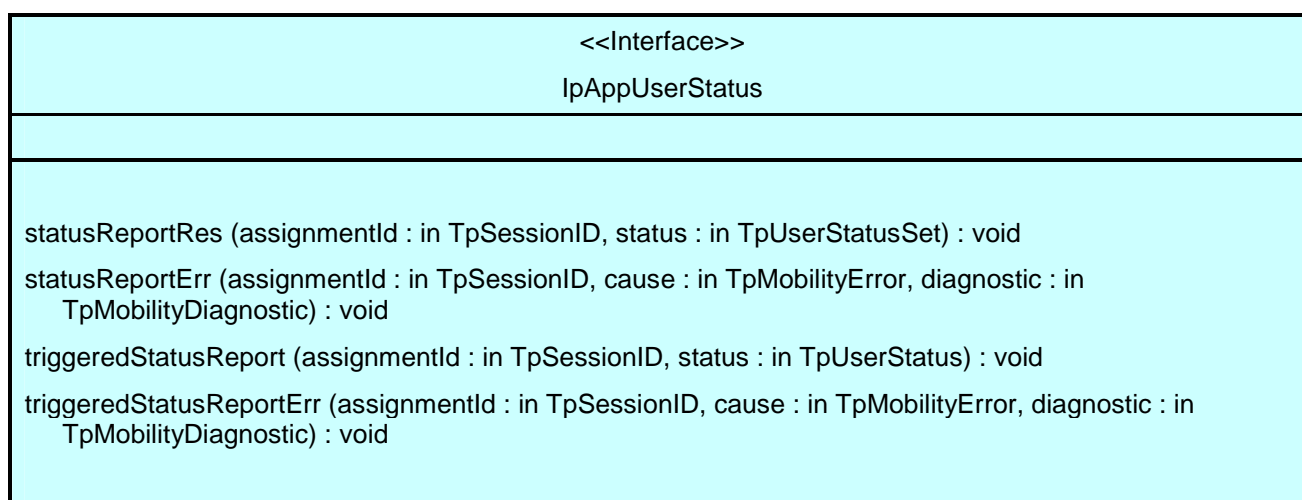 <<Interface>>
IpAppUserStatus
statusReportRes (assignmentId : in TpSessionID, status : in TpUserStatusSet) : void
statusReportErr (assignmentId : in TpSessionID, cause : in TpMobilityError, diagnostic : in
TpMobilityDiagnostic) : void
triggeredStatusReport (assignmentId : in TpSessionID, status : in TpUserStatus) : void
triggeredStatusReportErr (assignmentId : in TpSessionID, cause : in TpMobilityError, diagnostic : in
TpMobilityDiagnostic) : void